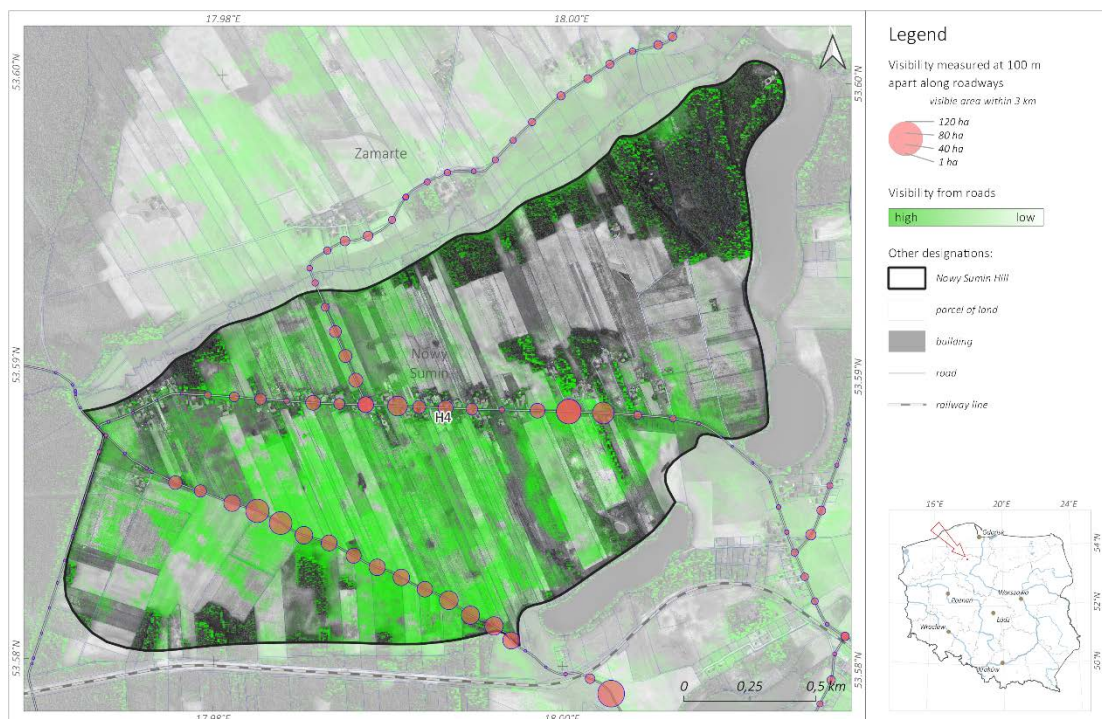 17.98°E
18.00°E
53.60°N
53.60°N
Zamarte
53.59°N
53.59°N
Nowy
Sumin
H4
53.58°N
53.58°N
0 0,25 0,5 km
17.98°E
18.00°E
Legend
Visibility measured at 100 m
apart along roadways
visible area within 3 km
120 ha
80 ha
40 ha
1 ha
Visibility from roads
high low
Other designations:
Nowy Sumin Hill
parcel of land
building
road
railway line
16°E 20°E 24°E
Gdańsk
54°N
Warszawa
Poznań
52°N
Łódź
Wrocław
50°N
Kraków